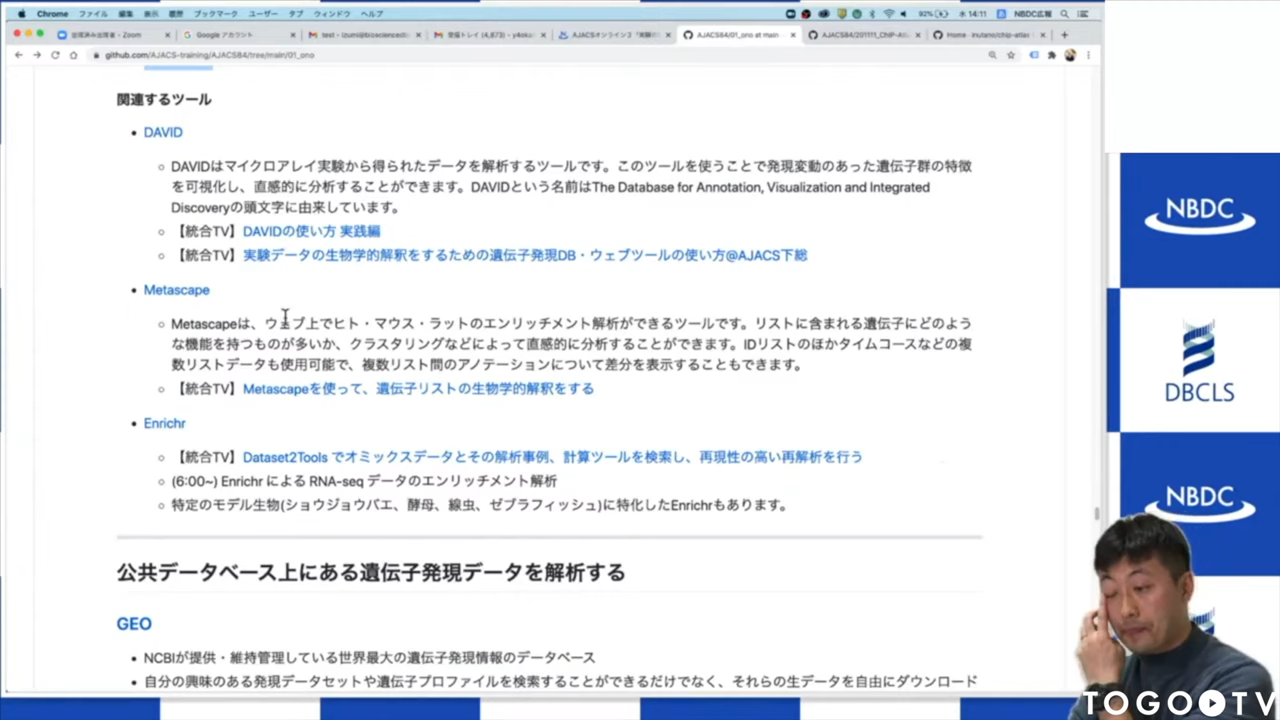 Chrome ファイル 編集 表示 履歴 ブックマーク ユーザー タブ ウィンドウ ヘルプ
92% 水 14:11 NBDC広報
Google アカウント
AJACS84/01_ono at main
github.com/AJACS-training/AJACS84/tree/main/01_ono
関連するツール
DAVID
DAVIDはマイクロアレイ実験から得られたデータを解析するツールです。このツールを使うことで発現変動のあった遺伝子群の特徴
を可視化し、直感的に分析することができます。DAVIDという名前はThe Database for Annotation, Visualization and Integrated
Discoveryの頭文字に由来しています。
【統合TV】DAVIDの使い方 実践編
【統合TV】実験データの生物学的解釈をするための遺伝子発現DB・ウェブツールの使い方@AJACS下総
Metascape
Metascapeは、ウェブ上でヒト・マウス・ラットのエンリッチメント解析ができるツールです。リストに含まれる遺伝子にどのよう
な機能を持つものが多いか、クラスタリングなどによって直感的に分析することができます。IDリストのほかタイムコースなどの複
数リストデータも使用可能で、複数リスト間のアノテーションについて差分を表示することもできます。
【統合TV】Metascapeを使って、遺伝子リストの生物学的解釈をする
Enrichr
【統合TV】Dataset2Tools でオミックスデータとその解析事例、計算ツールを検索し、再現性の高い再解析を行う
(6:00~) Enrichr による RNA-seq データのエンリッチメント解析
特定のモデル生物(ショウジョウバエ、酵母、線虫、ゼブラフィッシュ)に特化したEnrichrもあります。
公共データベース上にある遺伝子発現データを解析する
GEO
NCBIが提供・維持管理している世界最大の遺伝子発現情報のデータベース
自分の興味のある発現データセットや遺伝子プロファイルを検索することができるだけでなく、それらの生データを自由にダウンロード
NBDC
DBCLS
NBDC
TOGO TV